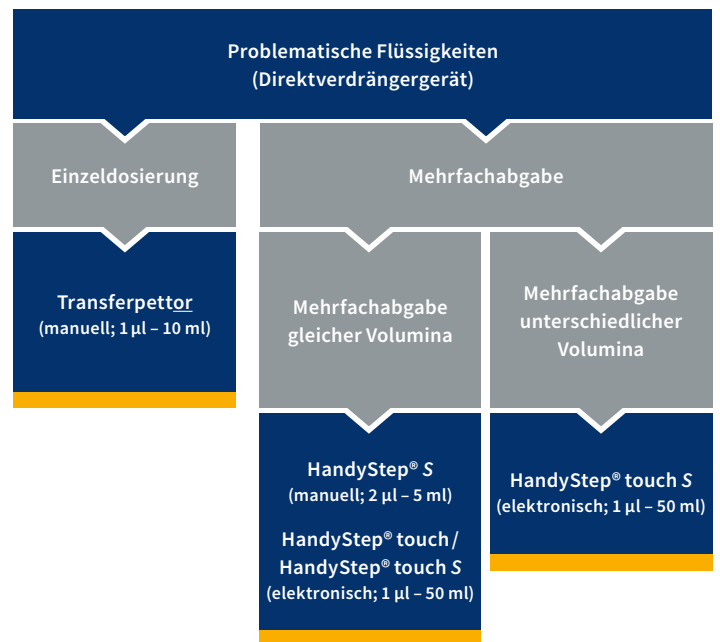 Problematische Flüssigkeiten
(Direktverdrängergerät)
Einzeldosierung
Mehrfachabgabe
Transferpettor
(manuell; 1 µl – 10 ml)
Mehrfachabgabe
gleicher Volumina
Mehrfachabgabe
unterschiedlicher
Volumina
HandyStep® S
(manuell; 2 µl – 5 ml)
HandyStep® touch /
HandyStep® touch S
(elektronisch; 1 µl – 50 ml)
HandyStep® touch S
(elektronisch; 1 µl – 50 ml)